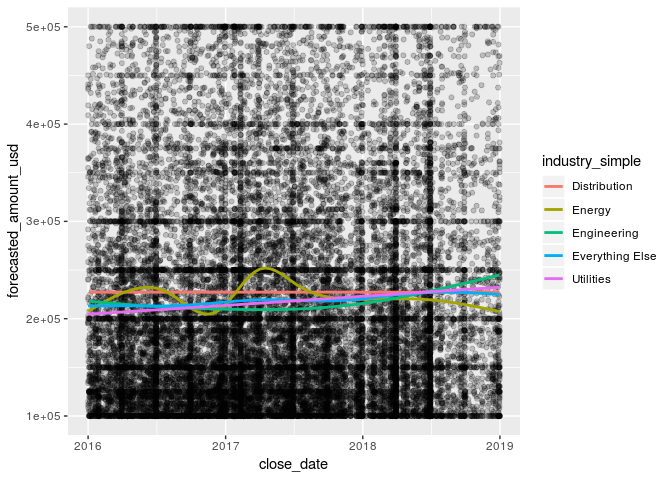 5e+05
4e+05
3e+05
2e+05
1e+05
forecasted_amount_usd
2016
2017
2018
2019
close_date
industry_simple
Distribution
Energy
Engineering
Everything Else
Utilities